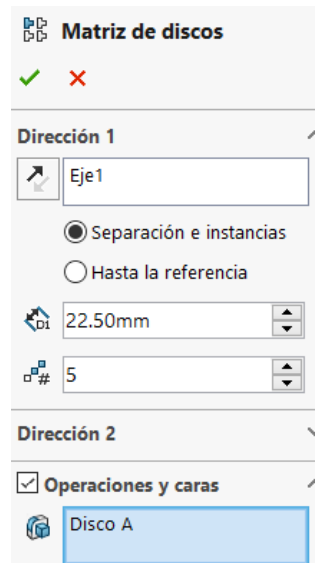 Matriz de discos
Dirección 1
Eje1
Separación e instancias
Hasta la referencia
D1
22.50mm
#
5
Dirección 2
Operaciones y caras
Disco A